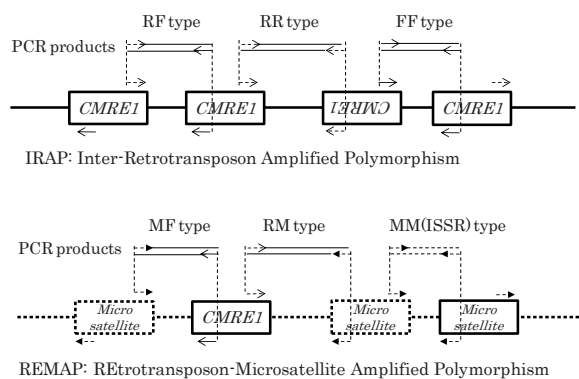 RF type RR type FF type
PCR products
CMRE1 CMRE1 CMRE1 CMRE1
IRAP: Inter-Retrotransposon Amplified Polymorphism
MF type RM type MM(ISSR) type
PCR products
Micro Micro Micro
satellite CMRE1 satellite satellite
REMAP: REtrotransposon-Microsatellite Amplified Polymorphism